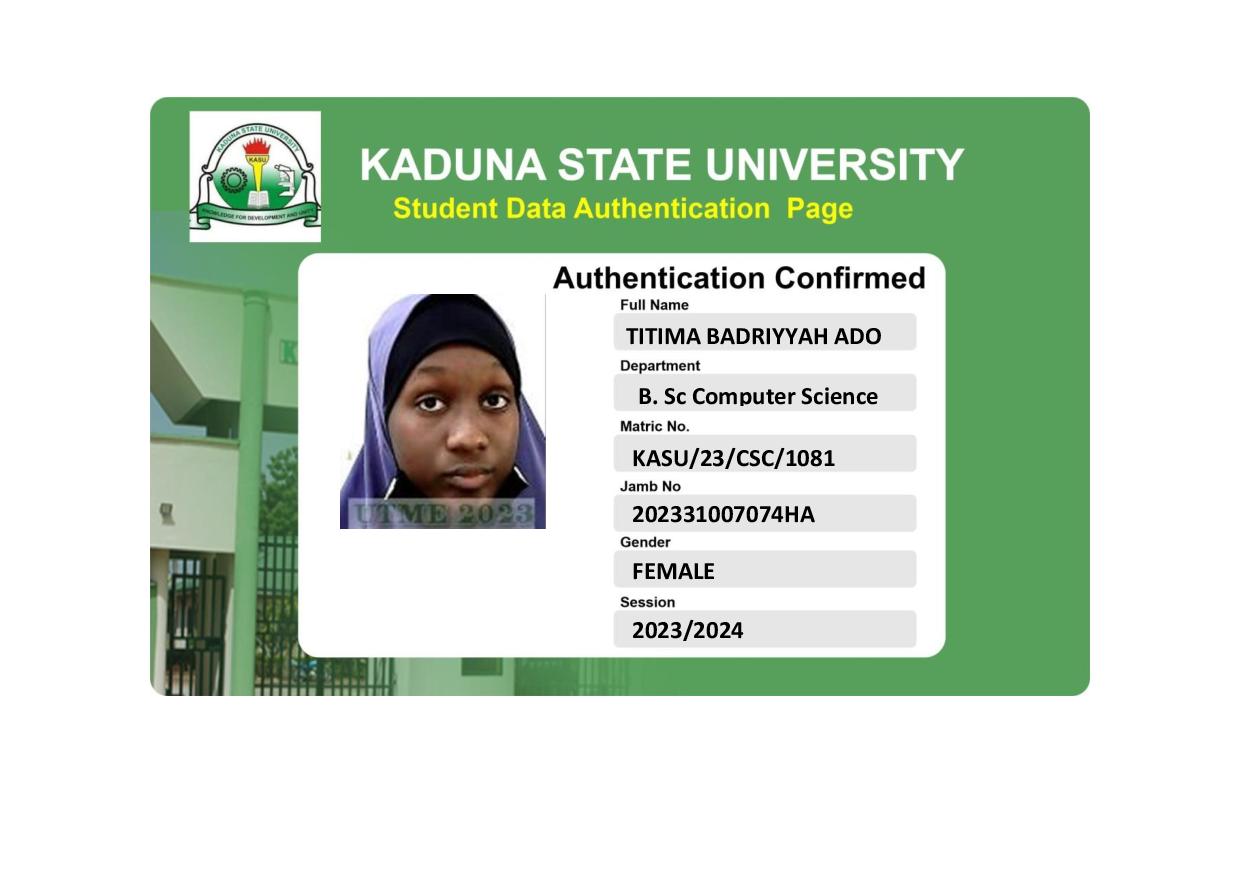 KADUNA STATE UNIVERSITY
KASU
KNOWLEDGE FOR DEVELOPMENT AND UNITY
KADUNA STATE UNIVERSITY
Student Data Authentication Page
Authentication Confirmed
Full Name
TITIMA BADRIYYAH ADO
Department
B. Sc Computer Science
Matric No.
KASU/23/CSC/1081
Jamb No
202331007074HA
Gender
FEMALE
Session
2023/2024
UTME 2023
K